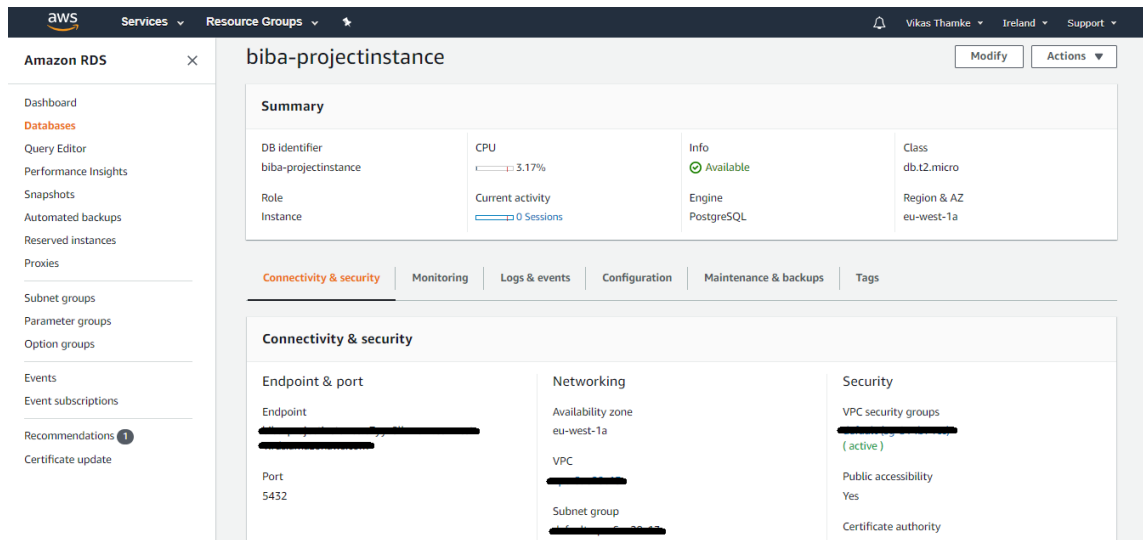 aws
Services
Resource Groups
Vikas Thamke
Ireland
Support
Amazon RDS
Dashboard
Databases
Query Editor
Performance Insights
Snapshots
Automated backups
Reserved instances
Proxies
Subnet groups
Parameter groups
Option groups
Events
Event subscriptions
Recommendations 1
Certificate update
biba-projectinstance
Modify
Actions
Summary
DB identifier
biba-projectinstance
CPU
3.17%
Info
Available
Class
db.t2.micro
Role
Instance
Current activity
0 Sessions
Engine
PostgreSQL
Region & AZ
eu-west-1a
Connectivity & security
Monitoring
Logs & events
Configuration
Maintenance & backups
Tags
Connectivity & security
Endpoint & port
Endpoint
Port
5432
Networking
Availability zone
eu-west-1a
VPC
Subnet group
Security
VPC security groups
( active )
Public accessibility
Yes
Certificate authority